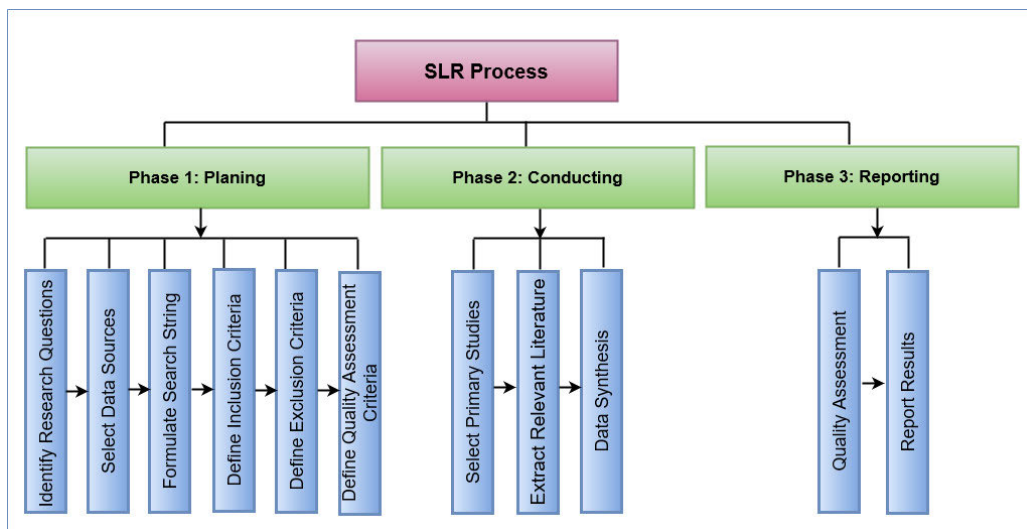 SLR Process
Phase 1: Planing
Phase 2: Conducting
Phase 3: Reporting
Identify Research Questions
Select Data Sources
Formulate Search String
Define Inclusion Criteria
Define Exclusion Criteria
Define Quality Assessment
Criteria
Select Primary Studies
Extract Relevant Literature
Data Synthesis
Quality Assessment
Report Results